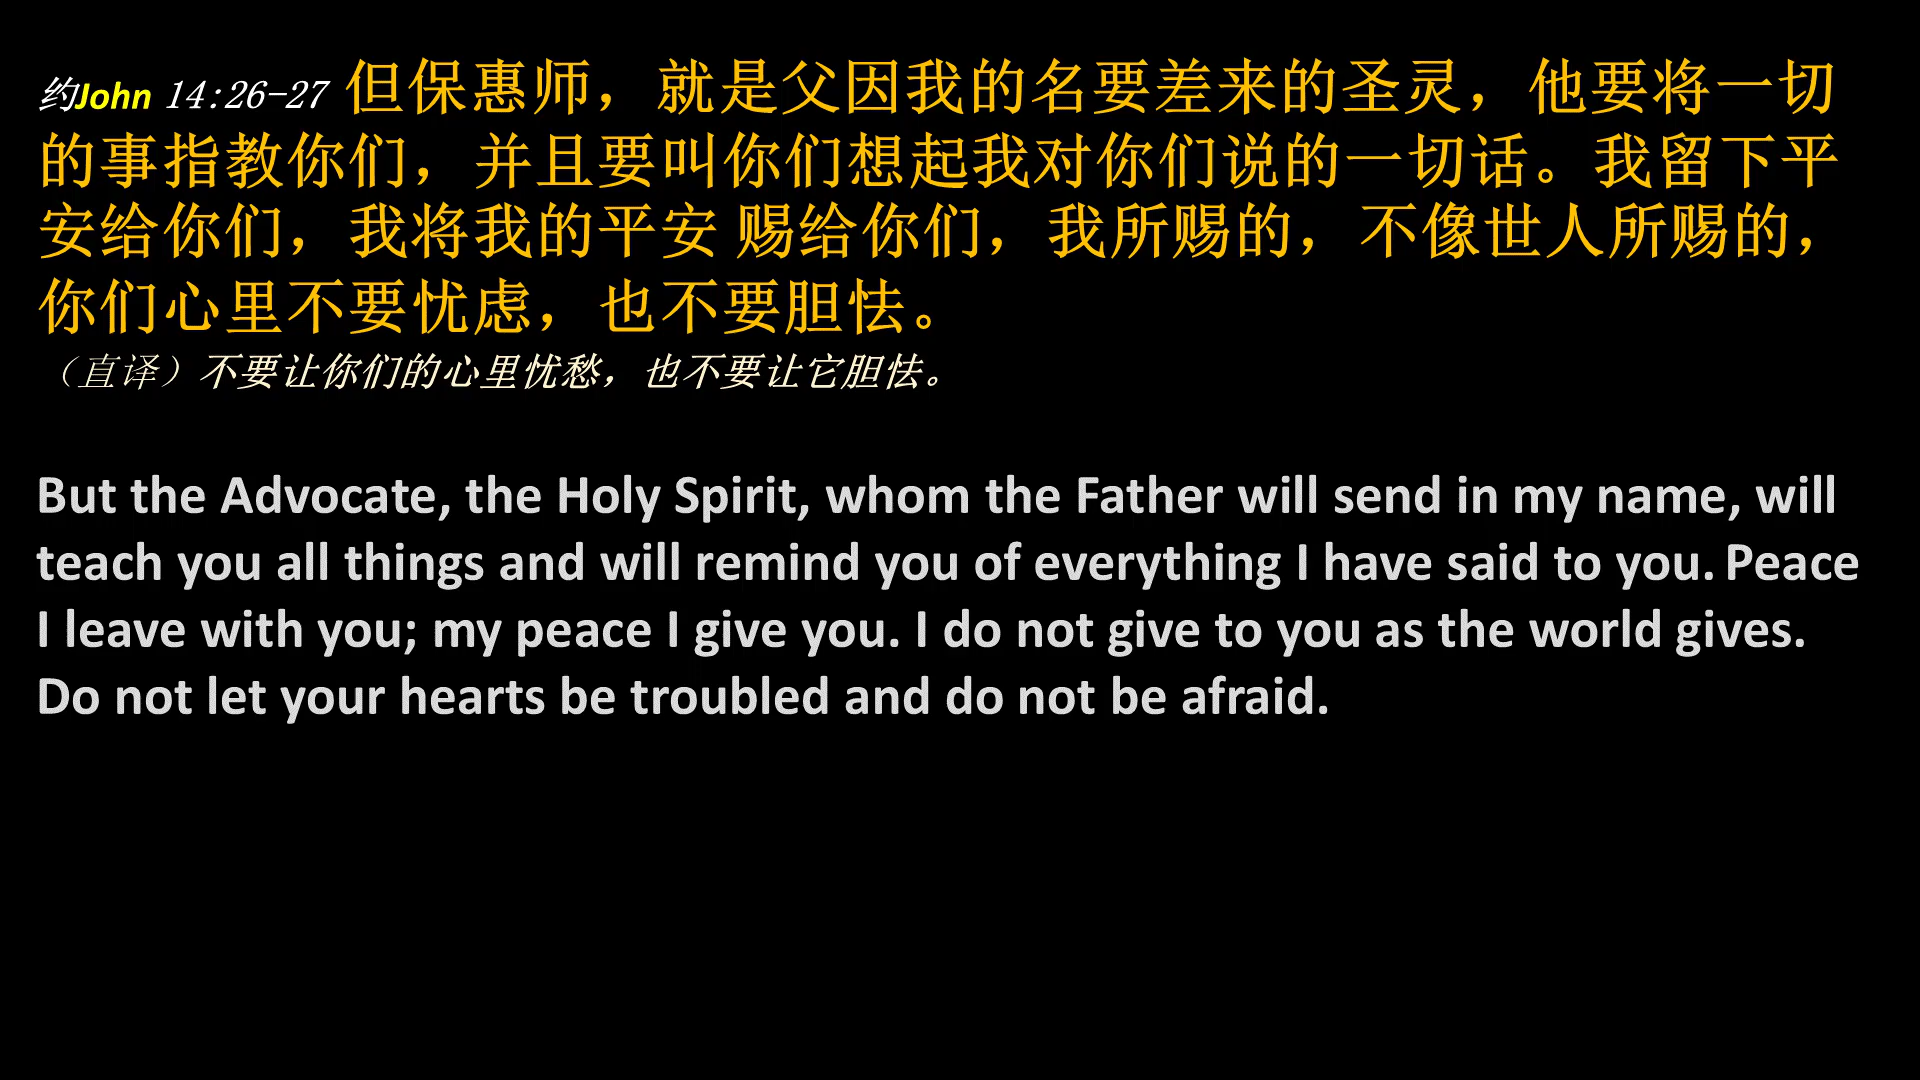 约John 14:26-27 但保惠师，就是父因我的名要差来的圣灵，他要将一切
的事指教你们，并且要叫你们想起我对你们说的一切话。我留下平
安给你们，我将我的平安 赐给你们，我所赐的，不像世人所赐的，
你们心里不要忧虑，也不要胆怯。
（直译）不要让你们的心里忧愁，也不要让它胆怯。
But the Advocate, the Holy Spirit, whom the Father will send in my name, will
teach you all things and will remind you of everything I have said to you. Peace
I leave with you; my peace I give you. I do not give to you as the world gives.
Do not let your hearts be troubled and do not be afraid.